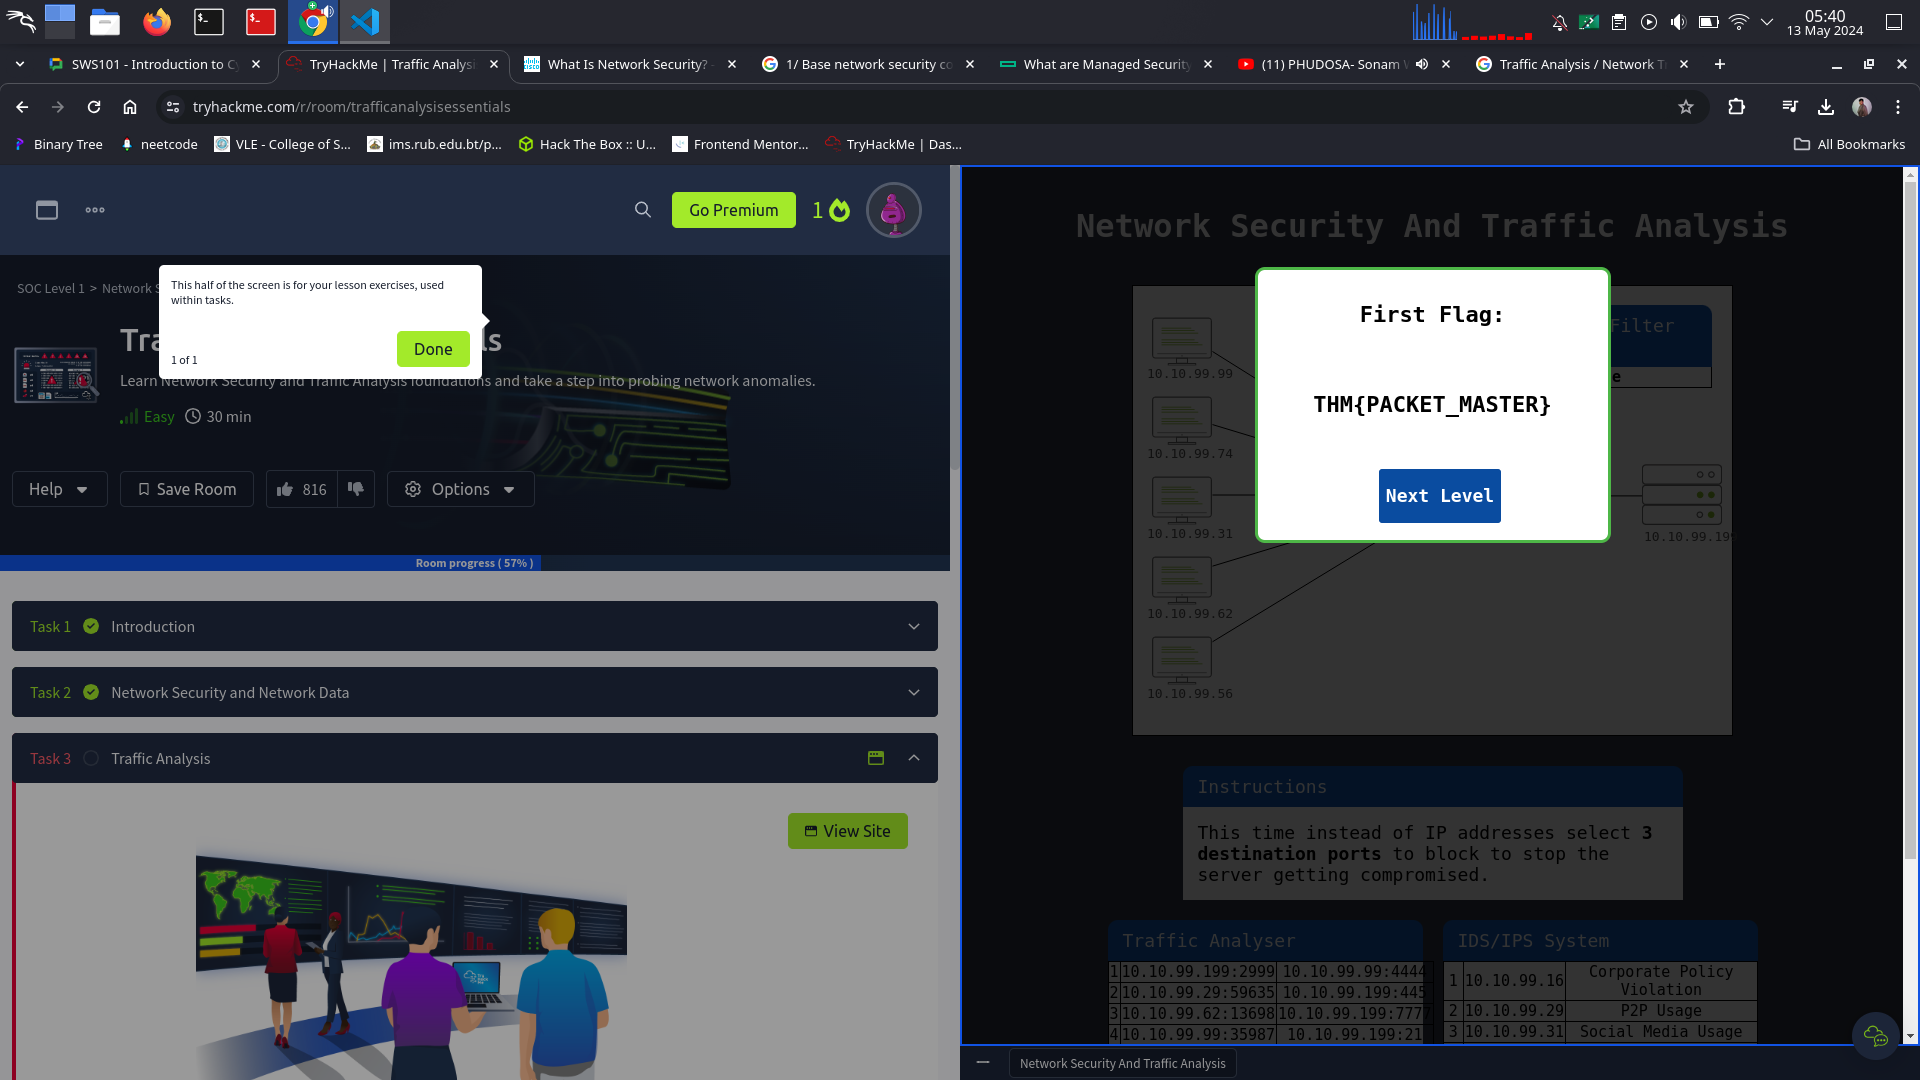 05:40
13 May 2024
SWS101 - Introduction to Cy
TryHackMe | Traffic Analysi
What Is Network Security? -
1/ Base network security co
What are Managed Security
(11) PHUDOSA- Sonam W
Traffic Analysis / Network T
tryhackme.com/r/room/trafficanalysisessentials
Binary Tree
neetcode
VLE - College of S...
ims.rub.edu.bt/p...
Hack The Box :: U...
Frontend Mentor...
TryHackMe | Das...
All Bookmarks
Go Premium
1
SOC Level 1 > Network S
This half of the screen is for your lesson exercises, used
within tasks.
1 of 1
Done
Tra
ls
Learn Network Security and Traffic Analysis foundations and take a step into probing network anomalies.
Easy
30 min
Help
Save Room
816
Options
Room progress ( 57% )
Task 1
Introduction
Task 2
Network Security and Network Data
Task 3
Traffic Analysis
View Site
Network Security And Traffic Analysis
Filter
e
10.10.99.99
10.10.99.74
10.10.99.31
10.10.99.62
10.10.99.56
10.10.99.199
First Flag:
THM{PACKET_MASTER}
Next Level
Instructions
This time instead of IP addresses select 3
destination ports to block to stop the
server getting compromised.
Traffic Analyser
1 10.10.99.199:2999 10.10.99.99:4444
2 10.10.99.29:59635 10.10.99.199:445
3 10.10.99.62:13698 10.10.99.199:7777
4 10.10.99.99:35987 10.10.99.199:21
IDS/IPS System
1 10.10.99.16 Corporate Policy
Violation
2 10.10.99.29 P2P Usage
3 10.10.99.31 Social Media Usage
Network Security And Traffic Analysis